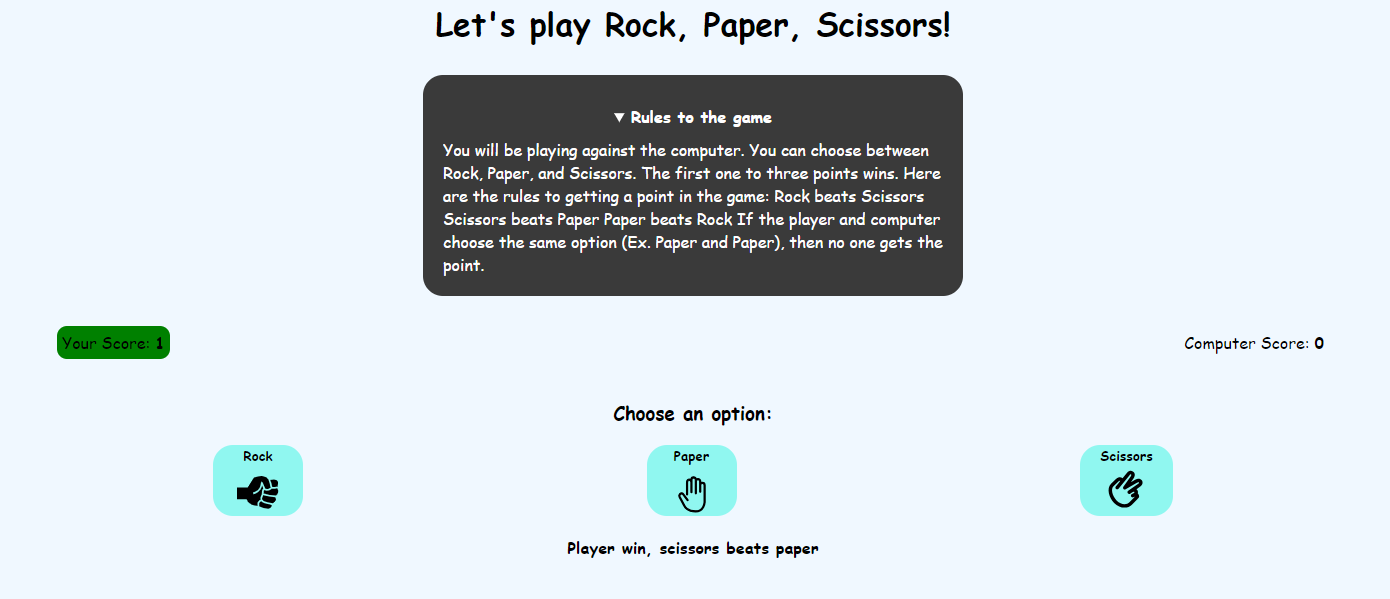 Let's play Rock, Paper, Scissors!
▼ Rules to the game
You will be playing against the computer. You can choose between
Rock, Paper, and Scissors. The first one to three points wins. Here
are the rules to getting a point in the game: Rock beats Scissors
Scissors beats Paper Paper beats Rock If the player and computer
choose the same option (Ex. Paper and Paper), then no one gets the
point.
Your Score: 1
Computer Score: 0
Choose an option:
Rock
Paper
Scissors
Player win, scissors beats paper